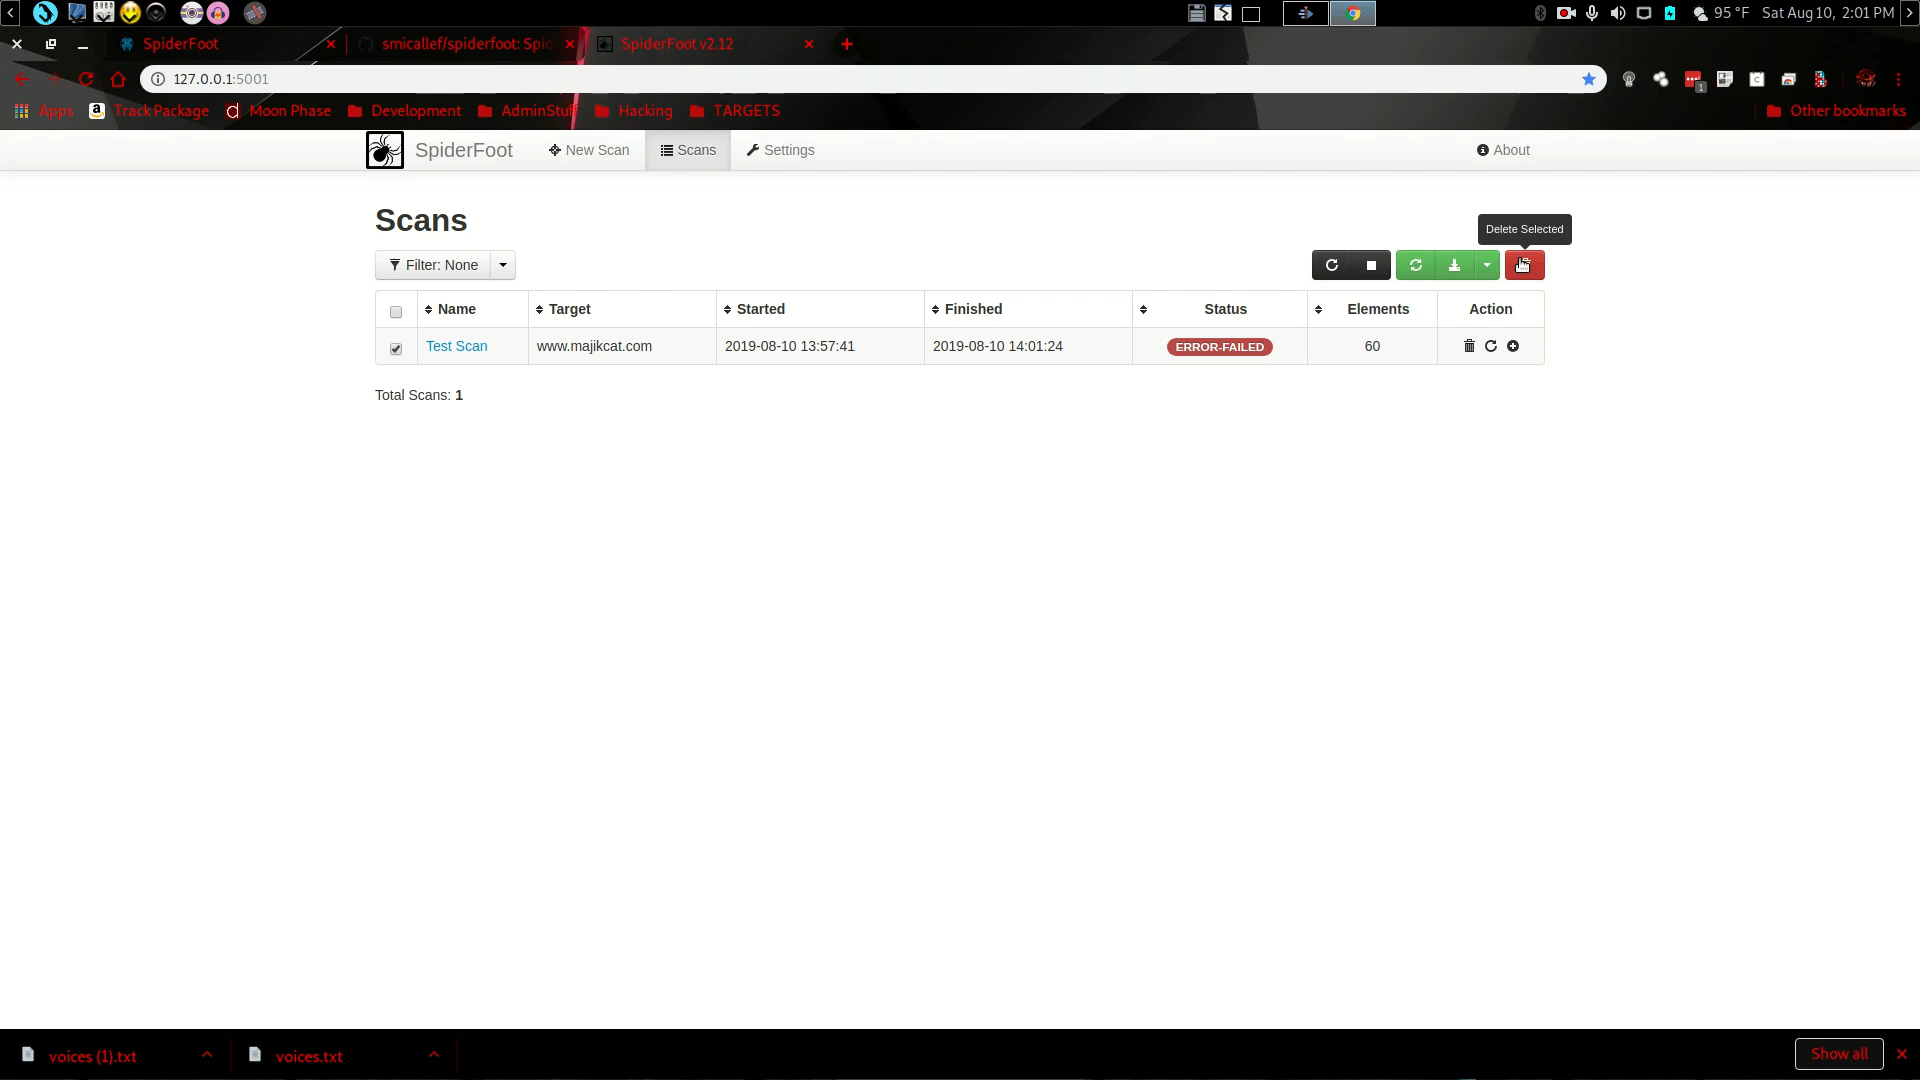 95 °F Sat Aug 10, 2:01 PM
SpiderFoot
smicallef/spiderfoot: Spid
SpiderFoot v2.12
127.0.0.1:5001
1
Apps
Track Package
Moon Phase
Development
AdminStuff
Hacking
TARGETS
Other bookmarks
SpiderFoot
New Scan
Scans
Settings
About
Scans
Delete Selected
Filter: None
Name Target Started Finished Status Elements Action
Test Scan www.majikcat.com 2019-08-10 13:57:41 2019-08-10 14:01:24 ERROR-FAILED 60
Total Scans: 1
voices (1).txt
voices.txt
Show all